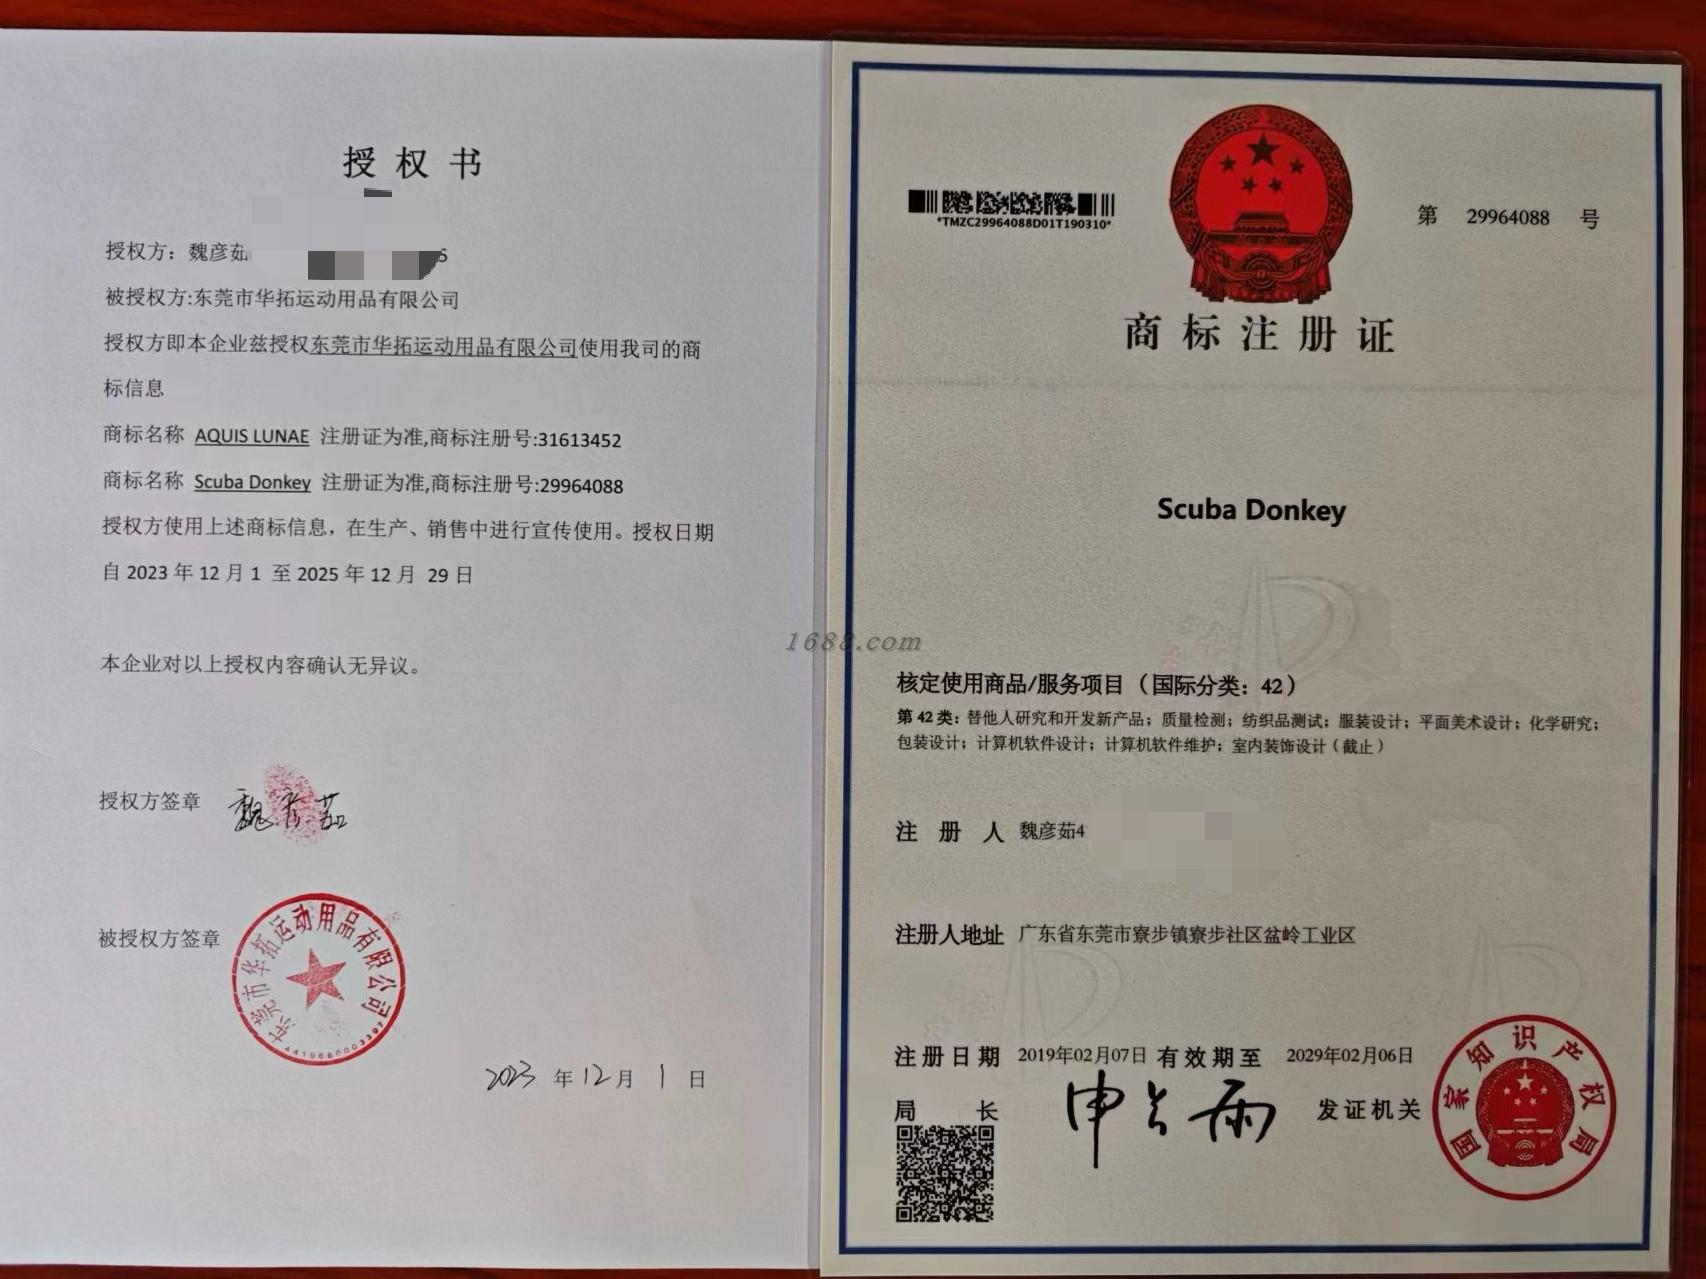 授权书
授权方：魏彦茹
5
被授权方:东莞市华拓运动用品有限公司
授权方即本企业兹授权东莞市华拓运动用品有限公司使用我司的商
标信息
商标名称 AQUIS LUNAE 注册证为准,商标注册号:31613452
商标名称 Scuba Donkey 注册证为准,商标注册号:29964088
授权方使用上述商标信息，在生产、销售中进行宣传使用。授权日期
自 2023 年 12 月 1 至 2025 年 12 月 29 日
本企业对以上授权内容确认无异议。
授权方签章 魏彦茹
被授权方签章
东莞市华拓运动用品有限公司
2023 年 12 月 1 日
1688.com
*TMZC29964088D01T190310*
第 29964088 号
商标注册证
Scuba Donkey
核定使用商品/服务项目（国际分类：42）
第 42 类：替他人研究和开发新产品；质量检测；纺织品测试；服装设计；平面美术设计；化学研究；
包装设计；计算机软件设计；计算机软件维护；室内装饰设计（截止）
注册人 魏彦茹4
注册人地址 广东省东莞市寮步镇寮步社区盆岭工业区
注册日期 2019年02月07日 有效期至 2029年02月06日
局长 申长雨 发证机关
国家知识产权局